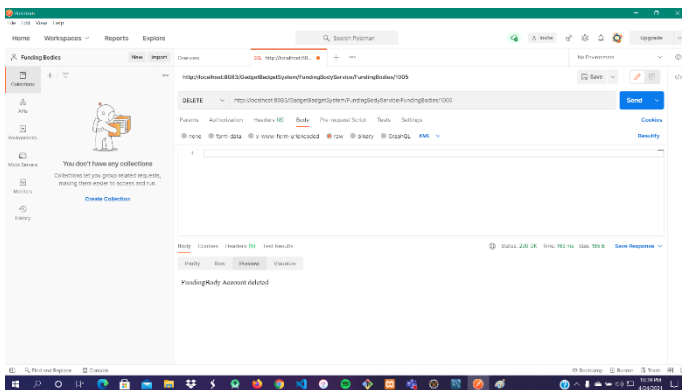 Postman
File Edit View Help
Home Workspaces Reports Explore Search Postman Invite Upgrade
Funding Bodies New Import Overview DEL http://localhost:80... + ... No Environment
Collections
http://localhost:8083/GadgetBadgetSystem/FundingBodyService/FundingBodies/1005 Save
APIs
DELETE http://localhost:8083/GadgetBadgetSystem/FundingBodyService/FundingBodies/1005 Send
Params Authorization Headers (8) Body Pre-request Script Tests Settings Cookies
Environments
none form-data x-www-form-urlencoded raw binary GraphQL XML Beautify
Mock Servers
You don't have any collections
Collections let you group related requests,
making them easier to access and run.
Monitors
Create Collection
History
1
Body Cookies Headers (5) Test Results Status: 200 OK Save Response
Pretty Raw Preview Visualize
FundingBody Account deleted
Find and Replace Console Bootcamp Runner Trash
4/24/2021